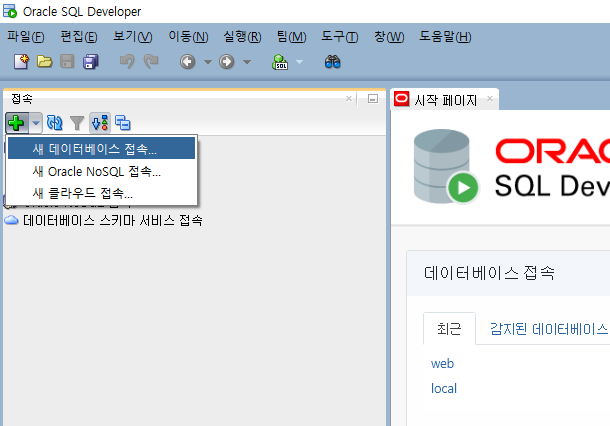 Oracle SQL Developer
파일(F) 편집(E) 보기(V) 이동(N) 실행(R) 팀(M) 도구(T) 창(W) 도움말(H)
SQL
접속
새 데이터베이스 접속...
새 Oracle NoSQL 접속...
새 클라우드 접속...
데이터베이스 스키마 서비스 접속
시작 페이지
ORAC
SQL Dev
데이터베이스 접속
최근 감지된 데이터베이스
web
local